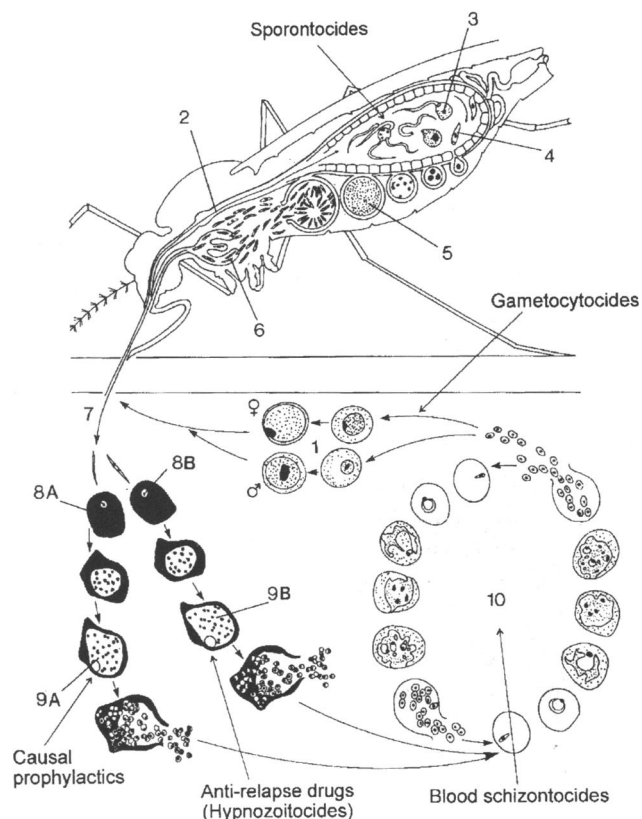 Sporontocides
3
2
4
5
6
Gametocytocides
7
♀
1
♂
8B
8A
9B
10
9A
Causal
prophylactics
Anti-relapse drugs
(Hypnozoitocides)
Blood schizontocides